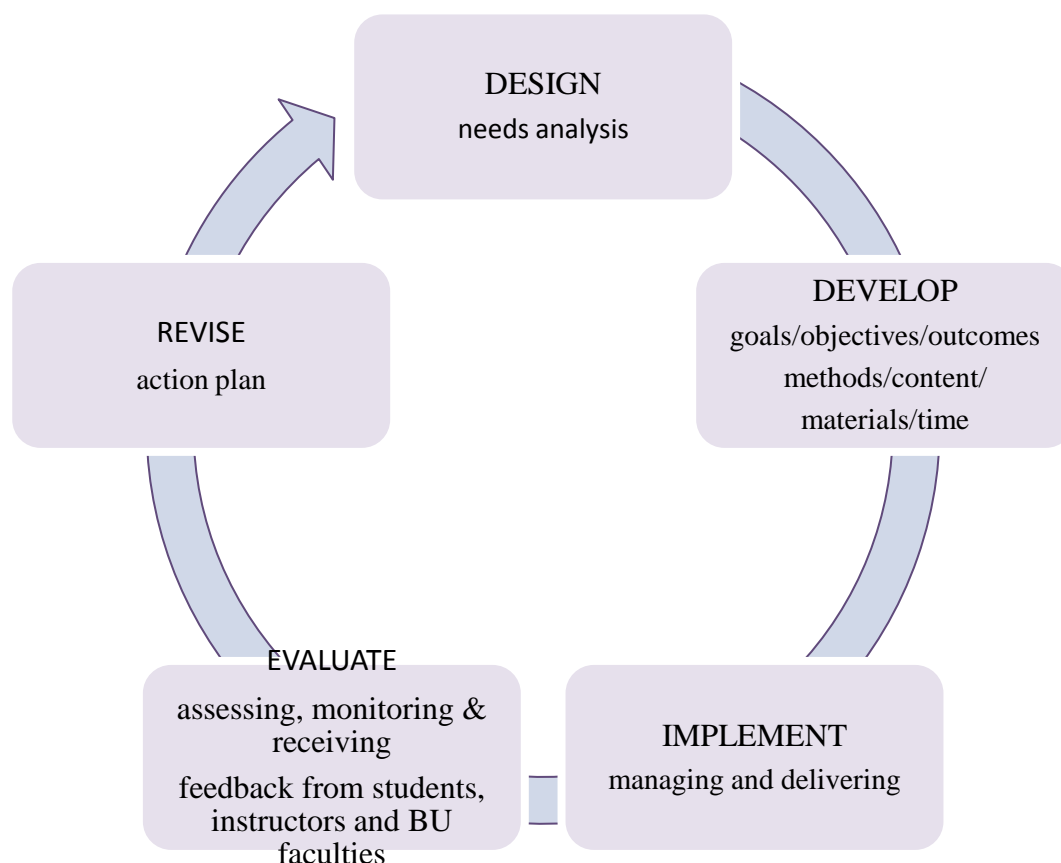 DESIGN
needs analysis
DEVELOP
goals/objectives/outcomes
methods/content/
materials/time
IMPLEMENT
managing and delivering
EVALUATE
assessing, monitoring &
receiving
feedback from students,
instructors and BU
faculties
REVISE
action plan